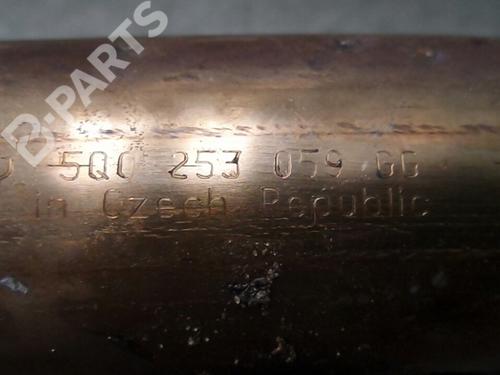 B-PARTS
5Q0 253 059 GG
in Czech Republic